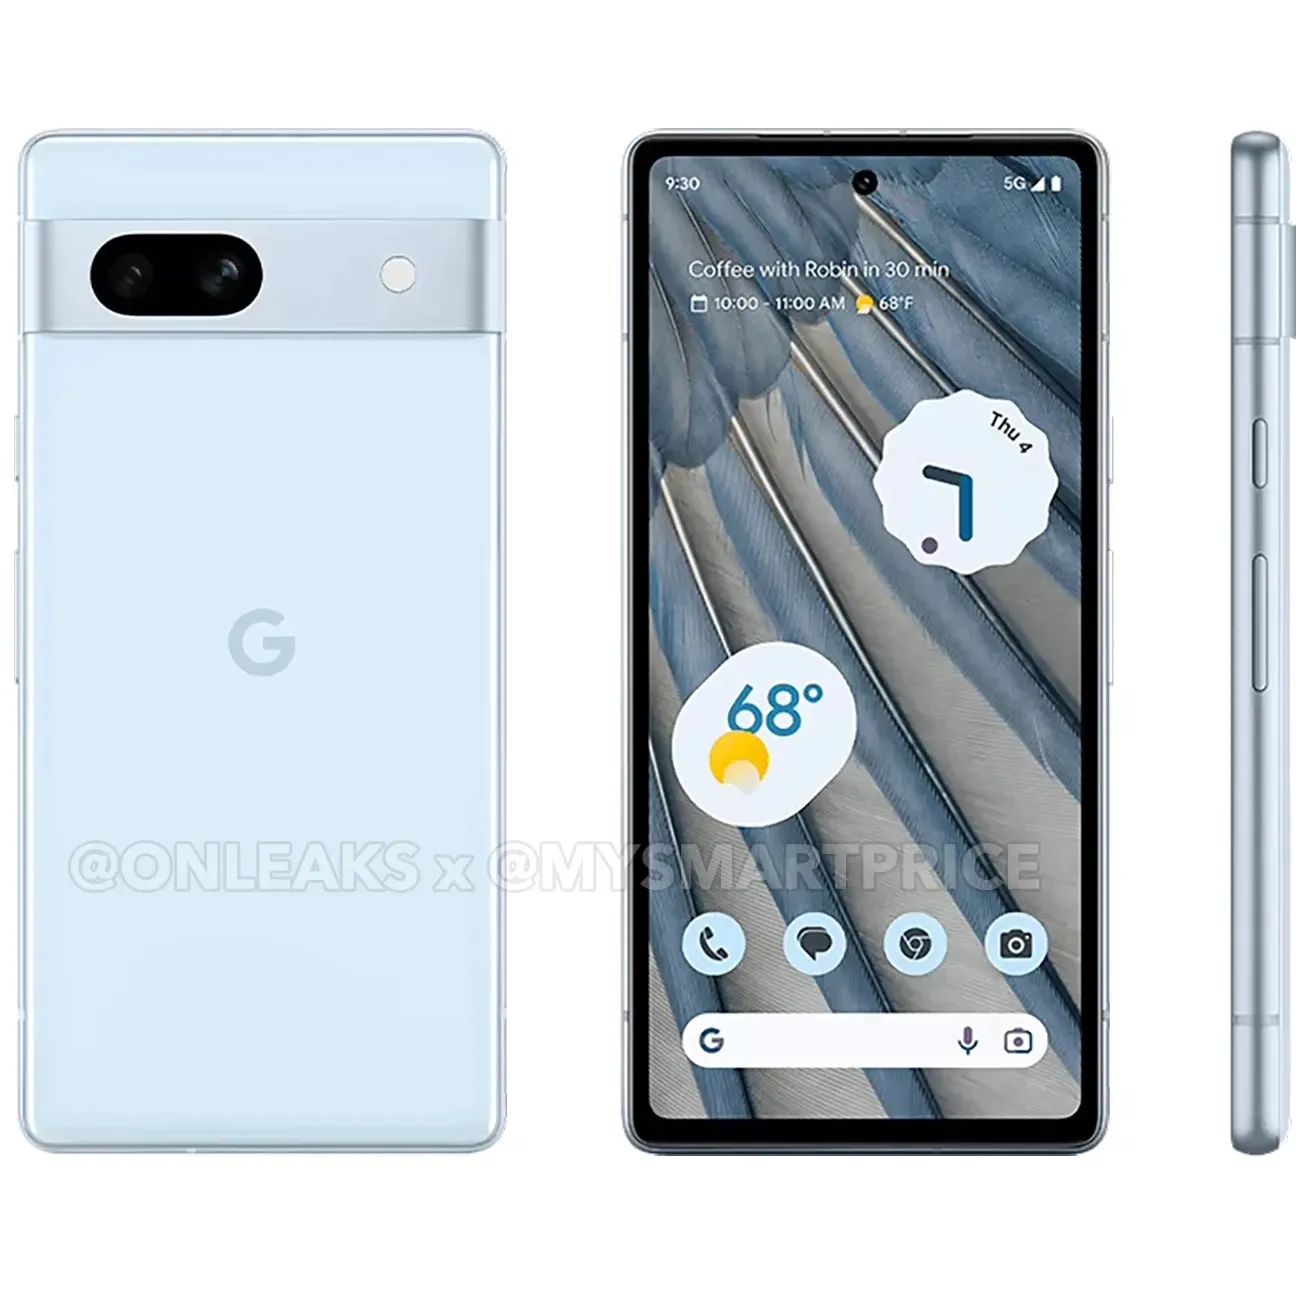 9:30
5G
Coffee with Robin in 30 min
10:00 - 11:00 AM 68°F
Thu 4
68°
@ONLEAKS x @MYSMARTPRICE
G
G